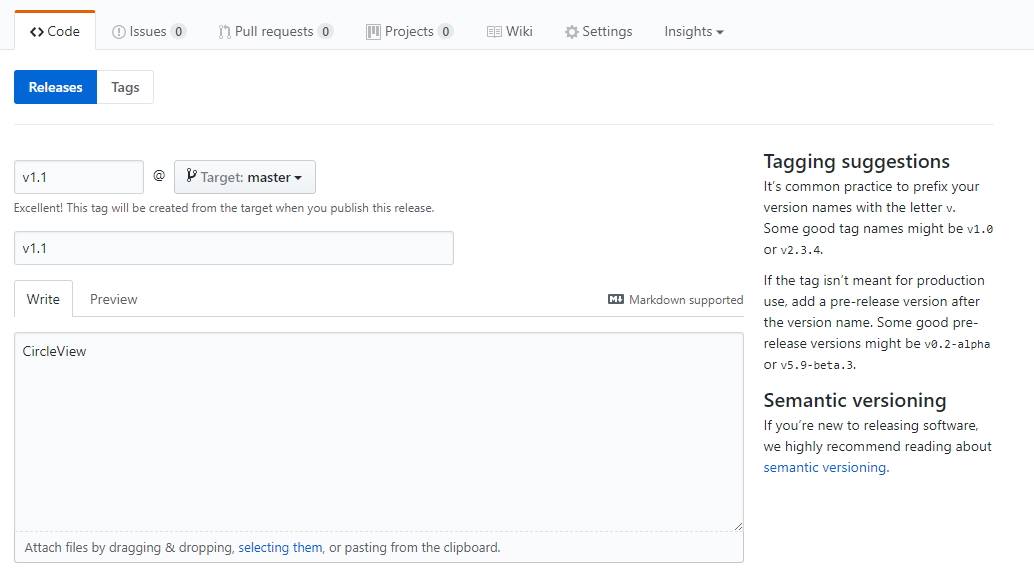 Code Issues 0 Pull requests 0 Projects 0 Wiki Settings Insights
Releases Tags
v1.1 @ Target: master
Excellent! This tag will be created from the target when you publish this release.
v1.1
Write Preview Markdown supported
CircleView
Attach files by dragging & dropping, selecting them, or pasting from the clipboard.
Tagging suggestions
It’s common practice to prefix your
version names with the letter v.
Some good tag names might be v1.0
or v2.3.4.
If the tag isn’t meant for production
use, add a pre-release version after
the version name. Some good pre-
release versions might be v0.2-alpha
or v5.9-beta.3.
Semantic versioning
If you’re new to releasing software,
we highly recommend reading about
semantic versioning.